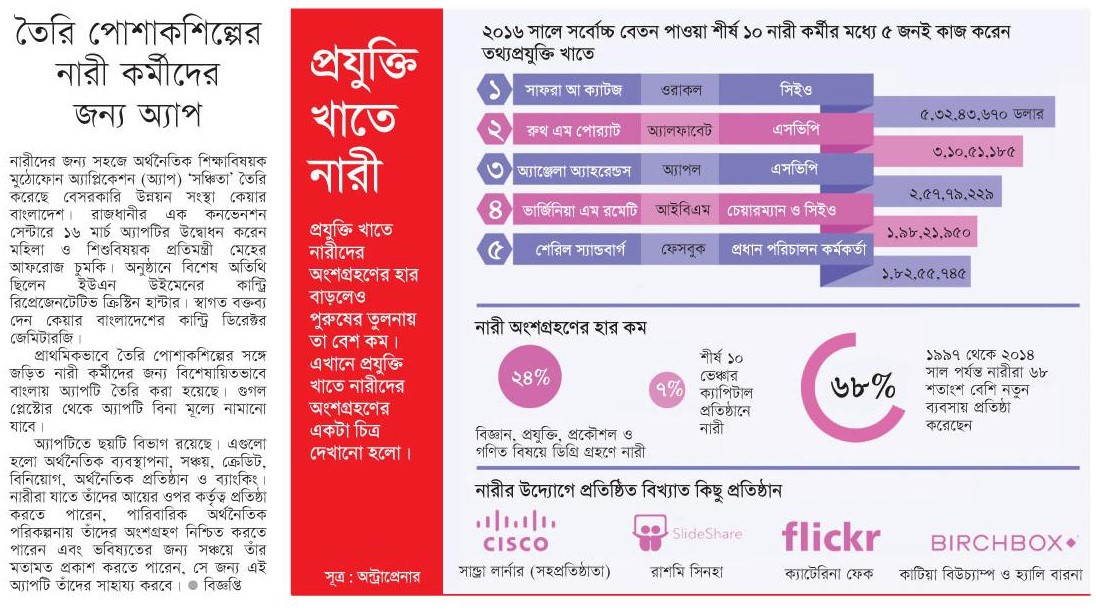 তৈরি পোশাকশিল্পের
নারী কর্মীদের
জন্য অ্যাপ
নারীদের জন্য সহজে অর্থনৈতিক শিক্ষাবিষয়ক
মুঠোফোন অ্যাপ্লিকেশন (অ্যাপ) ‘সঞ্চিতা’ তৈরি
করেছে বেসরকারি উন্নয়ন সংস্থা কেয়ার
বাংলাদেশ। রাজধানীর এক কনভেনশন
সেন্টারে ১৬ মার্চ অ্যাপটির উদ্বোধন করেন
মহিলা ও শিশুবিষয়ক প্রতিমন্ত্রী মেহের
আফরোজ চুমকি। অনুষ্ঠানে বিশেষ অতিথি
ছিলেন ইউএন উইমেনের কান্ট্রি
রিপ্রেজেনটেটিভ ক্রিস্টিন হান্টার। স্বাগত বক্তব্য
দেন কেয়ার বাংলাদেশের কান্ট্রি ডিরেক্টর
জেমিটারজি।
প্রাথমিকভাবে তৈরি পোশাকশিল্পের সঙ্গে
জড়িত নারী কর্মীদের জন্য বিশেষায়িতভাবে
বাংলায় অ্যাপটি তৈরি করা হয়েছে। গুগল
প্লেস্টোর থেকে অ্যাপটি বিনা মূল্যে নামানো
যাবে।
অ্যাপটিতে ছয়টি বিভাগ রয়েছে। এগুলো
হলো অর্থনৈতিক ব্যবস্থাপনা, সঞ্চয়, ক্রেডিট,
বিনিয়োগ, অর্থনৈতিক প্রতিষ্ঠান ও ব্যাংকিং।
নারীরা যাতে তাঁদের আয়ের ওপর কর্তৃত্ব প্রতিষ্ঠা
করতে পারেন, পারিবারিক অর্থনৈতিক
পরিকল্পনায় তাঁদের অংশগ্রহণ নিশ্চিত করতে
পারেন এবং ভবিষ্যতের জন্য সঞ্চয়ে তাঁর
মতামত প্রকাশ করতে পারেন, সে জন্য এই
অ্যাপটি তাঁদের সাহায্য করবে। ● বিজ্ঞপ্তি
প্রযুক্তি
খাতে
নারী
প্রযুক্তি খাতে
নারীদের
অংশগ্রহণের হার
বাড়লেও
পুরুষের তুলনায়
তা বেশ কম।
এখানে প্রযুক্তি
খাতে নারীদের
অংশগ্রহণের
একটা চিত্র
দেখানো হলো।
সূত্র : অন্ট্রাপ্রেনার
২০১৬ সালে সর্বোচ্চ বেতন পাওয়া শীর্ষ ১০ নারী কর্মীর মধ্যে ৫ জনই কাজ করেন
তথ্যপ্রযুক্তি খাতে
১ সাফরা আ ক্যাটজ ওরাকল সিইও
৫,৩২,৪৩,৬৭০ ডলার
২ রুথ এম পোর‍্যাট অ্যালফাবেট এসভিপি
৩,১০,৫১,১৮৫
৩ অ্যাঞ্জেলা অ্যাহরেন্ডস অ্যাপল এসভিপি
২,৫৭,৭৯,২২৯
৪ ভার্জিনিয়া এম রমেটি আইবিএম চেয়ারম্যান ও সিইও
১,৯৮,২১,৯৫০
৫ শেরিল স্যান্ডবার্গ ফেসবুক প্রধান পরিচালন কর্মকর্তা
১,৮২,৫৫,৭৪৫
নারী অংশগ্রহণের হার কম
২৪%
বিজ্ঞান, প্রযুক্তি, প্রকৌশল ও
গণিত বিষয়ে ডিগ্রি গ্রহণে নারী
৭%
শীর্ষ ১০
ভেঞ্চার
ক্যাপিটাল
প্রতিষ্ঠানে
নারী
৬৮%
১৯৯৭ থেকে ২০১৪
সাল পর্যন্ত নারীরা ৬৮
শতাংশ বেশি নতুন
ব্যবসায় প্রতিষ্ঠা
করেছেন
নারীর উদ্যোগে প্রতিষ্ঠিত বিখ্যাত কিছু প্রতিষ্ঠান
CISCO
সান্ড্রা লার্নার (সহপ্রতিষ্ঠাতা)
SlideShare
রাশমি সিনহা
flickr
ক্যাটেরিনা ফেক
BIRCHBOX
কাটিয়া বিউচ্যাম্প ও হ্যালি বারনা